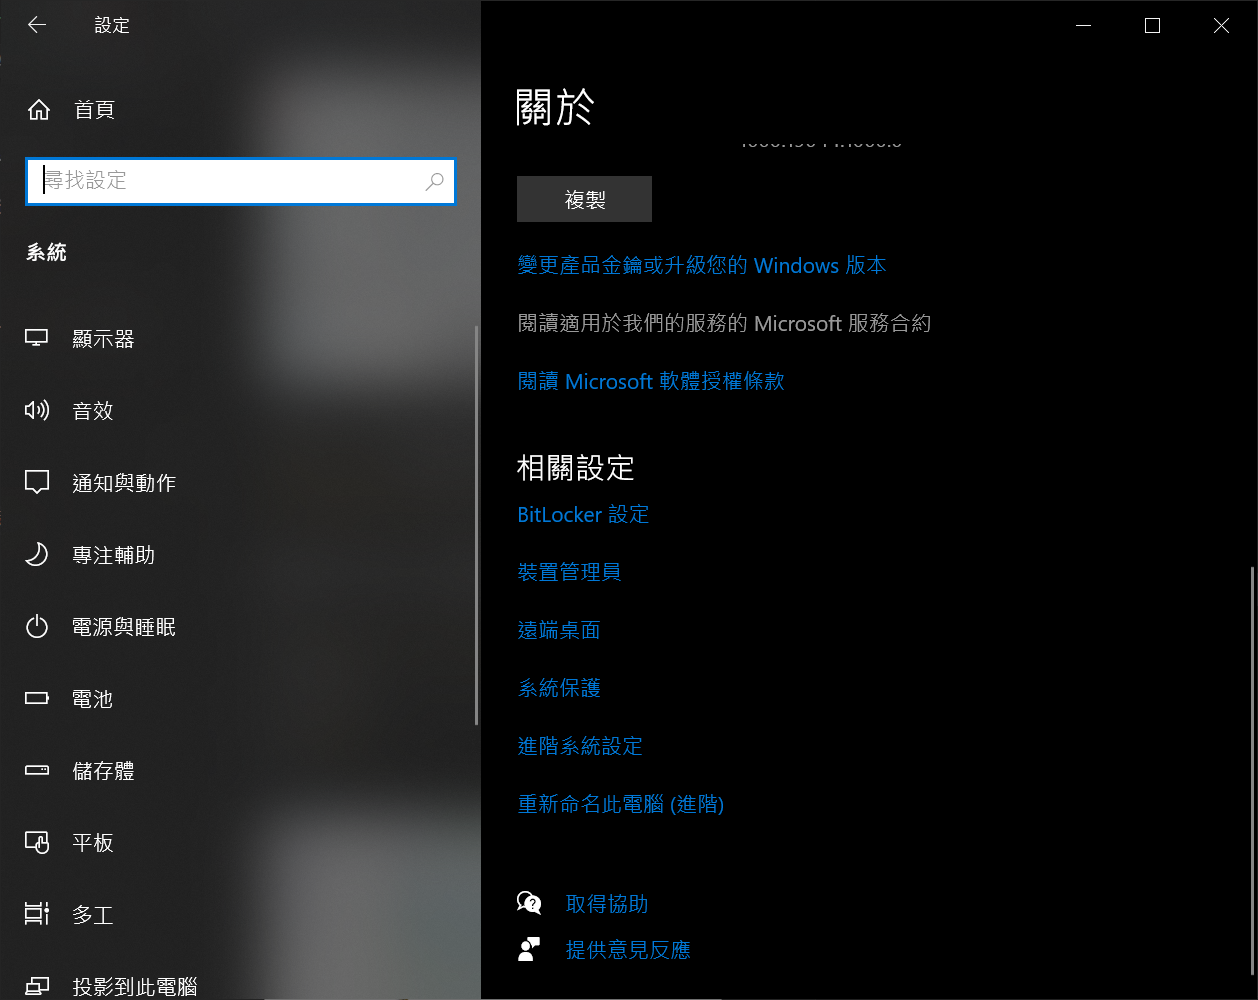 設定
首頁
尋找設定
系統
顯示器
音效
通知與動作
專注輔助
電源與睡眠
電池
儲存體
平板
多工
投影到此電腦
關於
複製
變更產品金鑰或升級您的 Windows 版本
閱讀適用於我們的服務的 Microsoft 服務合約
閱讀 Microsoft 軟體授權條款
相關設定
BitLocker 設定
裝置管理員
遠端桌面
系統保護
進階系統設定
重新命名此電腦 (進階)
取得協助
提供意見反應